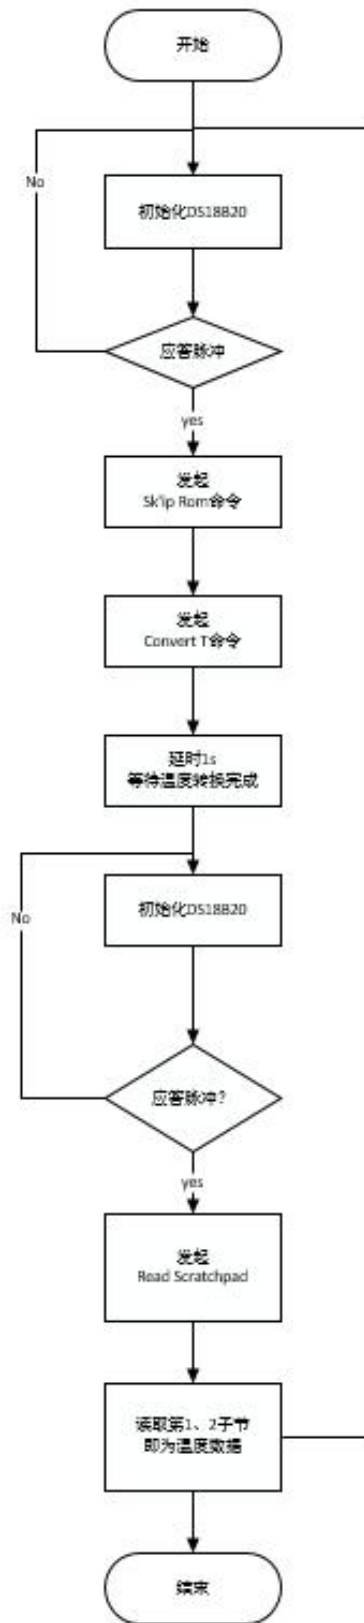 开始
No
初始化DS18B20
应答脉冲
yes
发起
Sk'ip Rom命令
发起
Convert T命令
延时1s
等待温度转换完成
No
初始化DS18B20
应答脉冲?
yes
发起
Read Scratchpad
读取第1、2子节
即为温度数据
结束